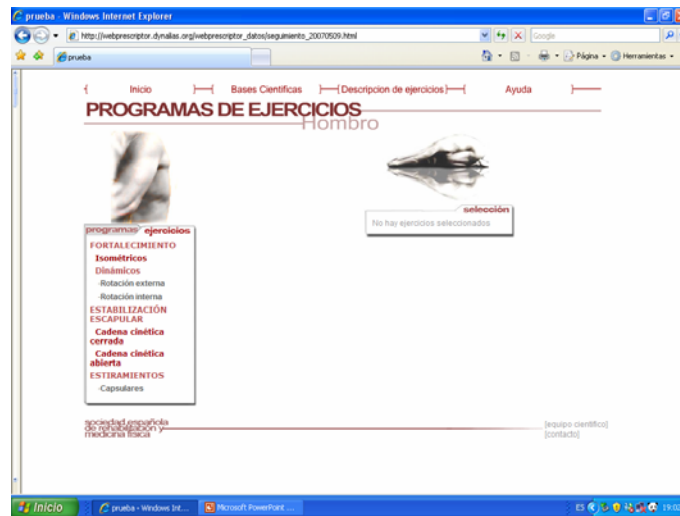 prueba - Windows Internet Explorer
http://webprescriptor.dynalias.org/webprescriptor_datos/seguimiento_20070509.html
Google
prueba
Página
Herramientas
Inicio
Bases Cientificas
Descripcion de ejercicios
Ayuda
PROGRAMAS DE EJERCICIOS
Hombro
selección
No hay ejercicios seleccionados
programas ejercicios
FORTALECIMIENTO
Isométricos
Dinámicos
-Rotación externa
-Rotación interna
ESTABILIZACIÓN
ESCAPULAR
Cadena cinética
cerrada
Cadena cinética
abierta
ESTIRAMIENTOS
-Capsulares
sociedad española
de rehabilitación y
medicina física
[equipo científico]
[contacto]
Inicio
prueba - Windows Int...
Microsoft PowerPoint ...
ES
19:02